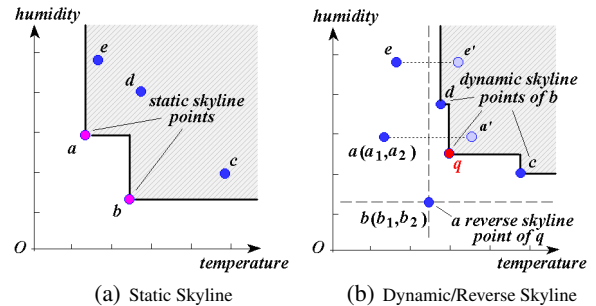 humidity
e
d
static skyline
points
a
c
b
O
temperature
(a) Static Skyline
humidity
e
e'
dynamic skyline
points of b
d
a'
a(a₁,a₂)
q
c
b(b₁,b₂)
a reverse skyline
point of q
O
temperature
(b) Dynamic/Reverse Skyline